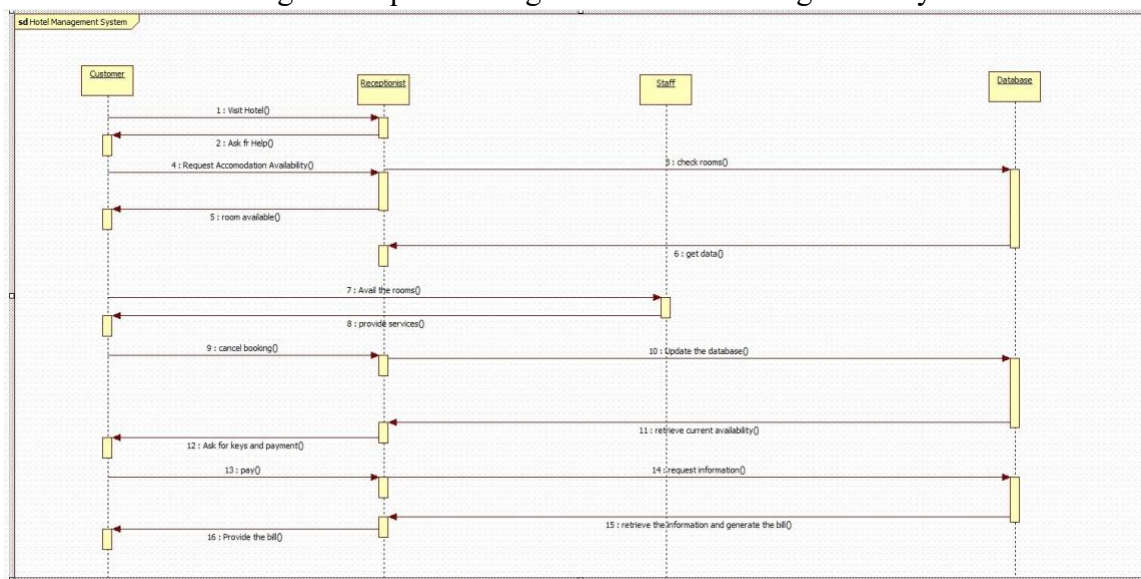 sd Hotel Management System
Customer
Receptionist
Staff
Database
1 : Visit Hotel()
2 : Ask fr Help()
4 : Request Accomodation Availability()
3 : check rooms()
5 : room available()
6 : get data()
7 : Avail the rooms()
8 : provide services()
9 : cancel booking()
10 : Update the database()
11 : retrieve current availability()
12 : Ask for keys and payment()
13 : pay()
14 : request information()
15 : retrieve the information and generate the bill()
16 : Provide the bill()